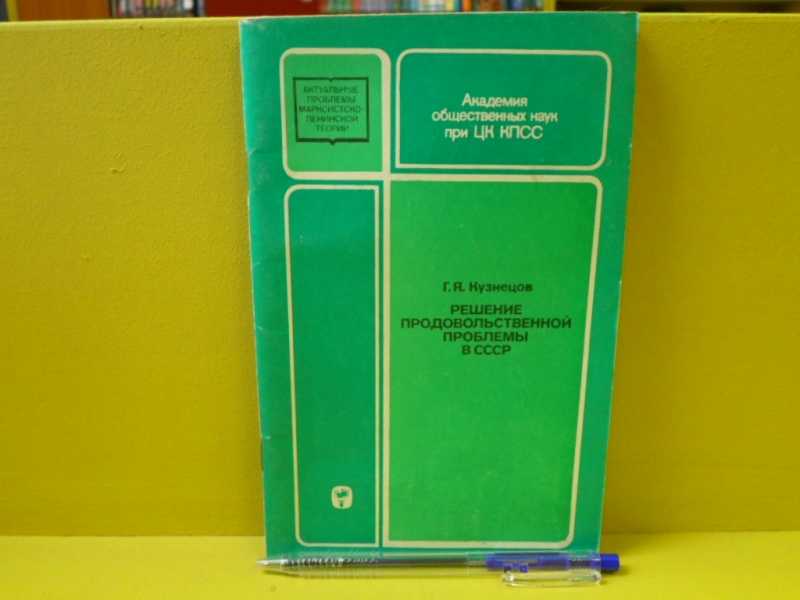 АКТУАЛЬНЫЕ
ПРОБЛЕМЫ
МАРКСИСТСКО-
ЛЕНИНСКОЙ
ТЕОРИИ
Академия
общественных наук
при ЦК КПСС
Г. Я. Кузнецов
РЕШЕНИЕ
ПРОДОВОЛЬСТВЕННОЙ
ПРОБЛЕМЫ
В СССР